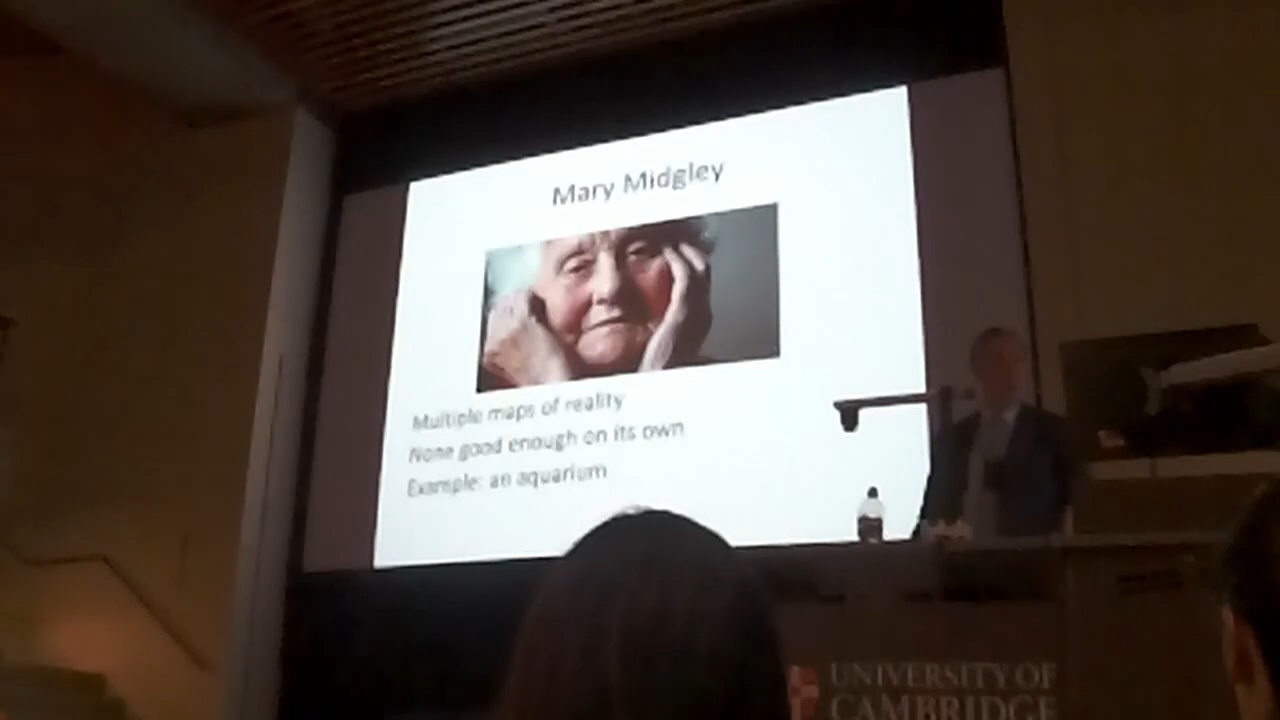 Mary Midgley
Multiple maps of reality
None good enough on its own
Example: an aquarium
UNIVERSITY OF
CAMBRIDGE